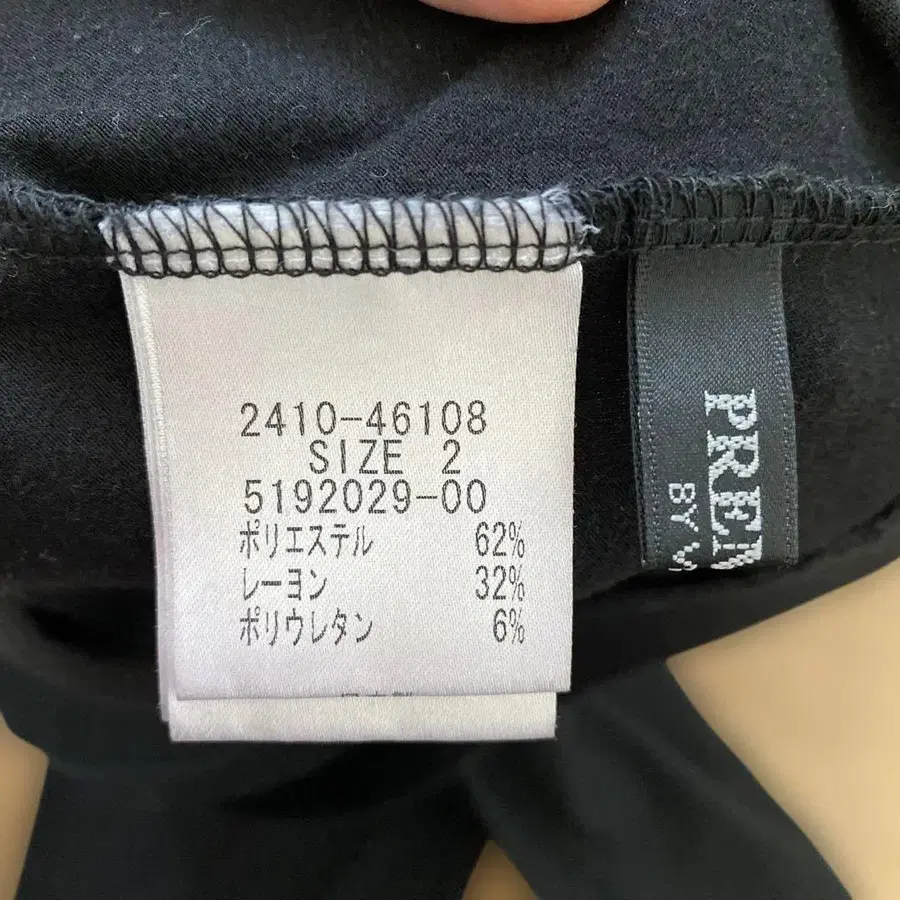 2410-46108
SIZE 2
5192029-00
ポリエステル 62%
レーヨン 32%
ポリウレタン 6%
BY